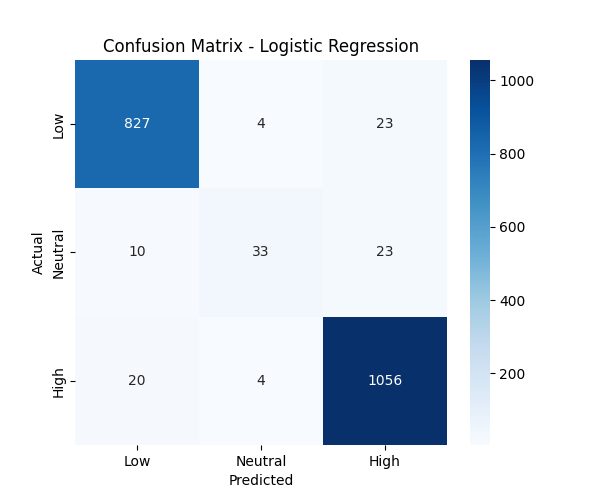 Confusion Matrix - Logistic Regression
Actual
Low
827 4 23
Neutral
10 33 23
High
20 4 1056
Low Neutral High
Predicted
1000
800
600
400
200